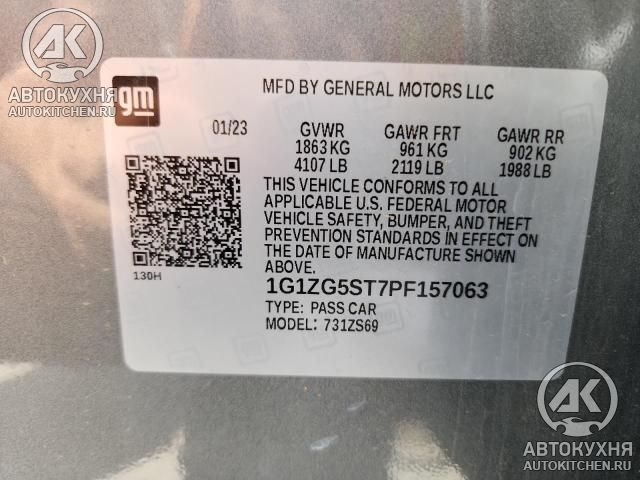 AK
АВТОКУХНЯ
AUTOKITCHEN.RU
gm
MFD BY GENERAL MOTORS LLC
01/23 GVWR GAWR FRT GAWR RR
1863 KG 961 KG 902 KG
4107 LB 2119 LB 1988 LB
THIS VEHICLE CONFORMS TO ALL
APPLICABLE U.S. FEDERAL MOTOR
VEHICLE SAFETY, BUMPER, AND THEFT
PREVENTION STANDARDS IN EFFECT ON
THE DATE OF MANUFACTURE SHOWN
ABOVE.
130H
1G1ZG5ST7PF157063
TYPE: PASS CAR
MODEL: 731ZS69
AK
АВТОКУХНЯ
AUTOKITCHEN.RU